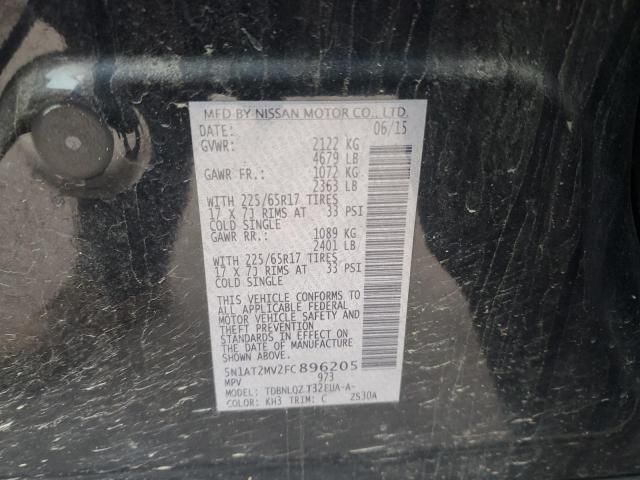 MFD BY NISSAN MOTOR CO., LTD.
DATE: 06/15
GVWR: 2122 KG
4679 LB
GAWR FR.: 1072 KG
2363 LB
WITH 225/65R17 TIRES
17 X 7J RIMS AT 33 PSI
COLD SINGLE
GAWR RR.: 1089 KG
2401 LB
WITH 225/65R17 TIRES
17 X 7J RIMS AT 33 PSI
COLD SINGLE
THIS VEHICLE CONFORMS TO
ALL APPLICABLE FEDERAL
MOTOR VEHICLE SAFETY AND
THEFT PREVENTION
STANDARDS IN EFFECT ON
THE DATE OF MANUFACTURE
SHOWN ABOVE.
5N1AT2MV2FC896205
MPV 973
MODEL: TDBNLQZ T32EUA-A-
COLOR: KH3 TRIM: C ZS30A